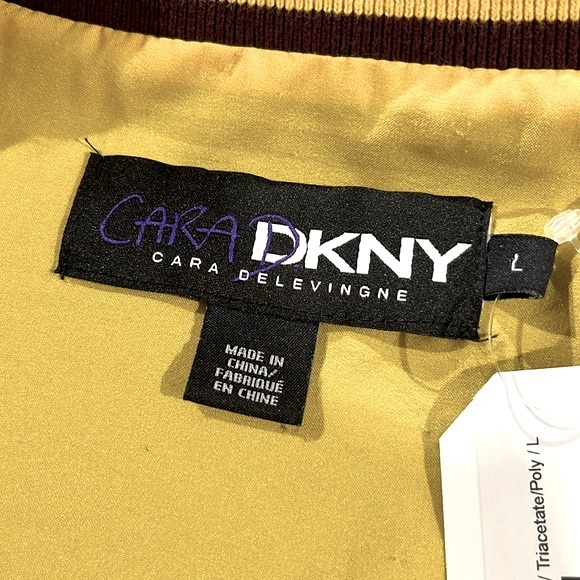 CARA D DKNY
CARA DELEVINGNE
L
MADE IN
CHINA/
FABRIQUÉ
EN CHINE
/ Triacetate/Poly / L